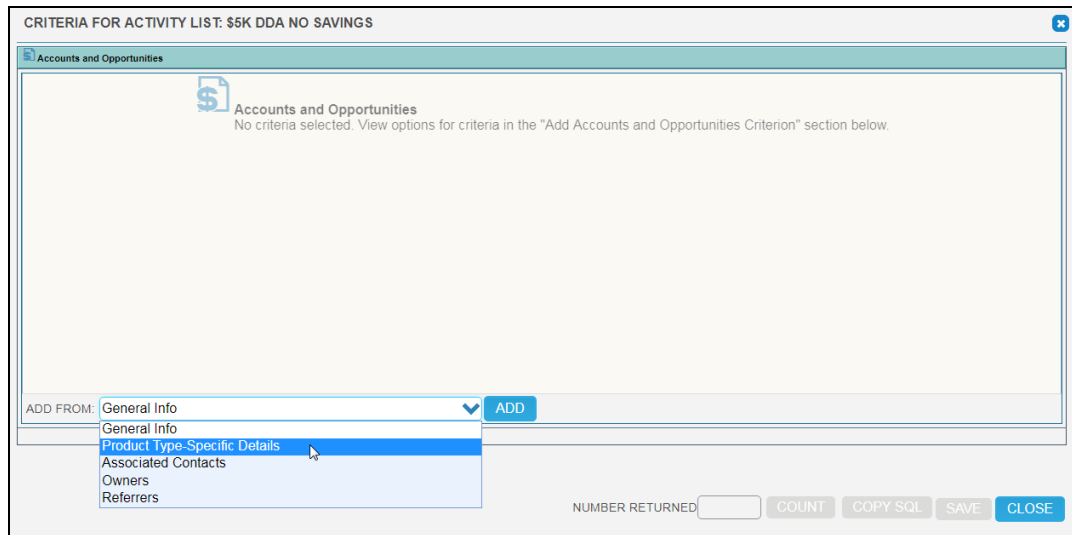 CRITERIA FOR ACTIVITY LIST: $5K DDA NO SAVINGS
Accounts and Opportunities
Accounts and Opportunities
No criteria selected. View options for criteria in the "Add Accounts and Opportunities Criterion" section below.
ADD FROM: General Info ADD
General Info
Product Type-Specific Details
Associated Contacts
Owners
Referrers
NUMBER RETURNED COUNT COPY SQL SAVE CLOSE